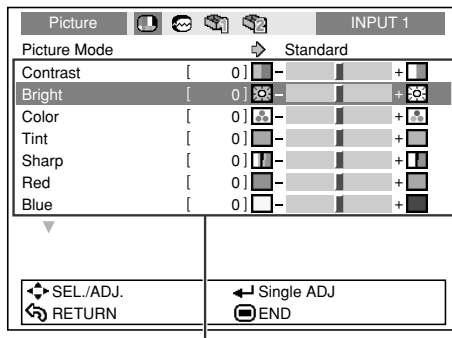 Picture INPUT 1
Picture Mode Standard
Contrast [ 0 ] − +
Bright [ 0 ] − +
Color [ 0 ] − +
Tint [ 0 ] − +
Sharp [ 0 ] − +
Red [ 0 ] − +
Blue [ 0 ] − +
SEL./ADJ. Single ADJ
RETURN END